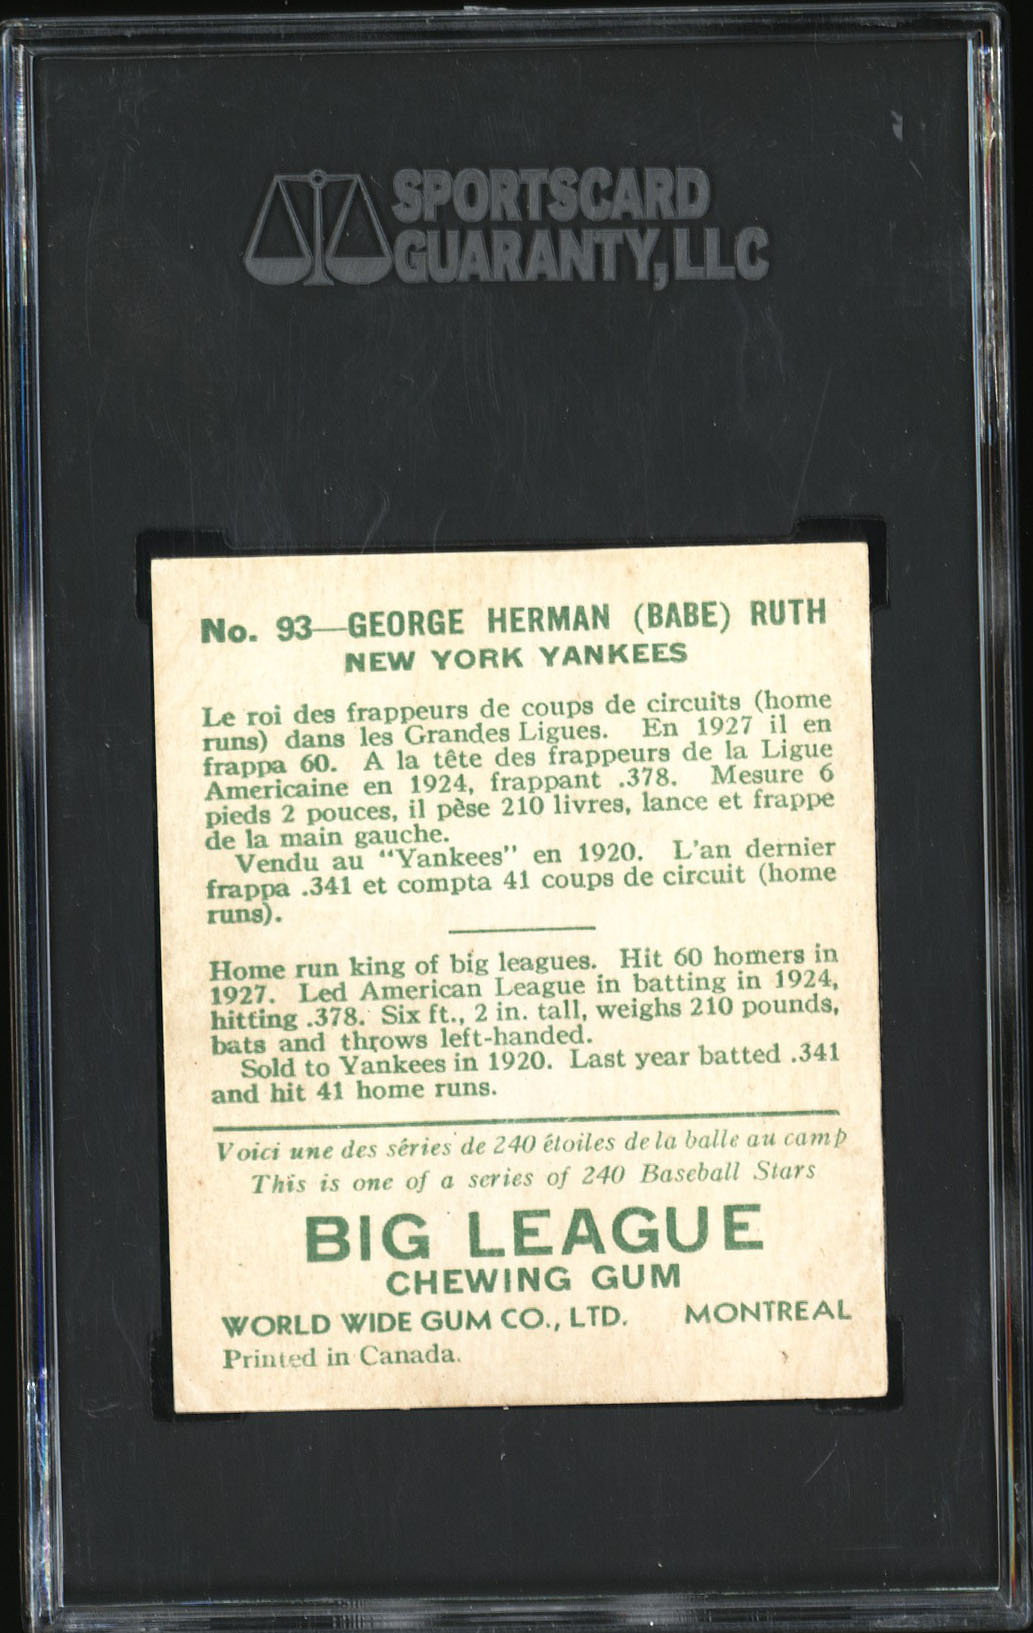 SPORTSCARD
GUARANTY, LLC
No. 93—GEORGE HERMAN (BABE) RUTH
NEW YORK YANKEES
Le roi des frappeurs de coups de circuits (home
runs) dans les Grandes Ligues. En 1927 il en
frappa 60. A la tête des frappeurs de la Ligue
Americaine en 1924, frappant .378. Mesure 6
pieds 2 pouces, il pèse 210 livres, lance et frappe
de la main gauche.
Vendu au "Yankees" en 1920. L'an dernier
frappa .341 et compta 41 coups de circuit (home
runs).
Home run king of big leagues. Hit 60 homers in
1927. Led American League in batting in 1924,
hitting .378. Six ft., 2 in. tall, weighs 210 pounds,
bats and throws left-handed.
Sold to Yankees in 1920. Last year batted .341
and hit 41 home runs.
Voici une des séries de 240 étoiles de la balle au camp
This is one of a series of 240 Baseball Stars
BIG LEAGUE
CHEWING GUM
WORLD WIDE GUM CO., LTD. MONTREAL
Printed in Canada.